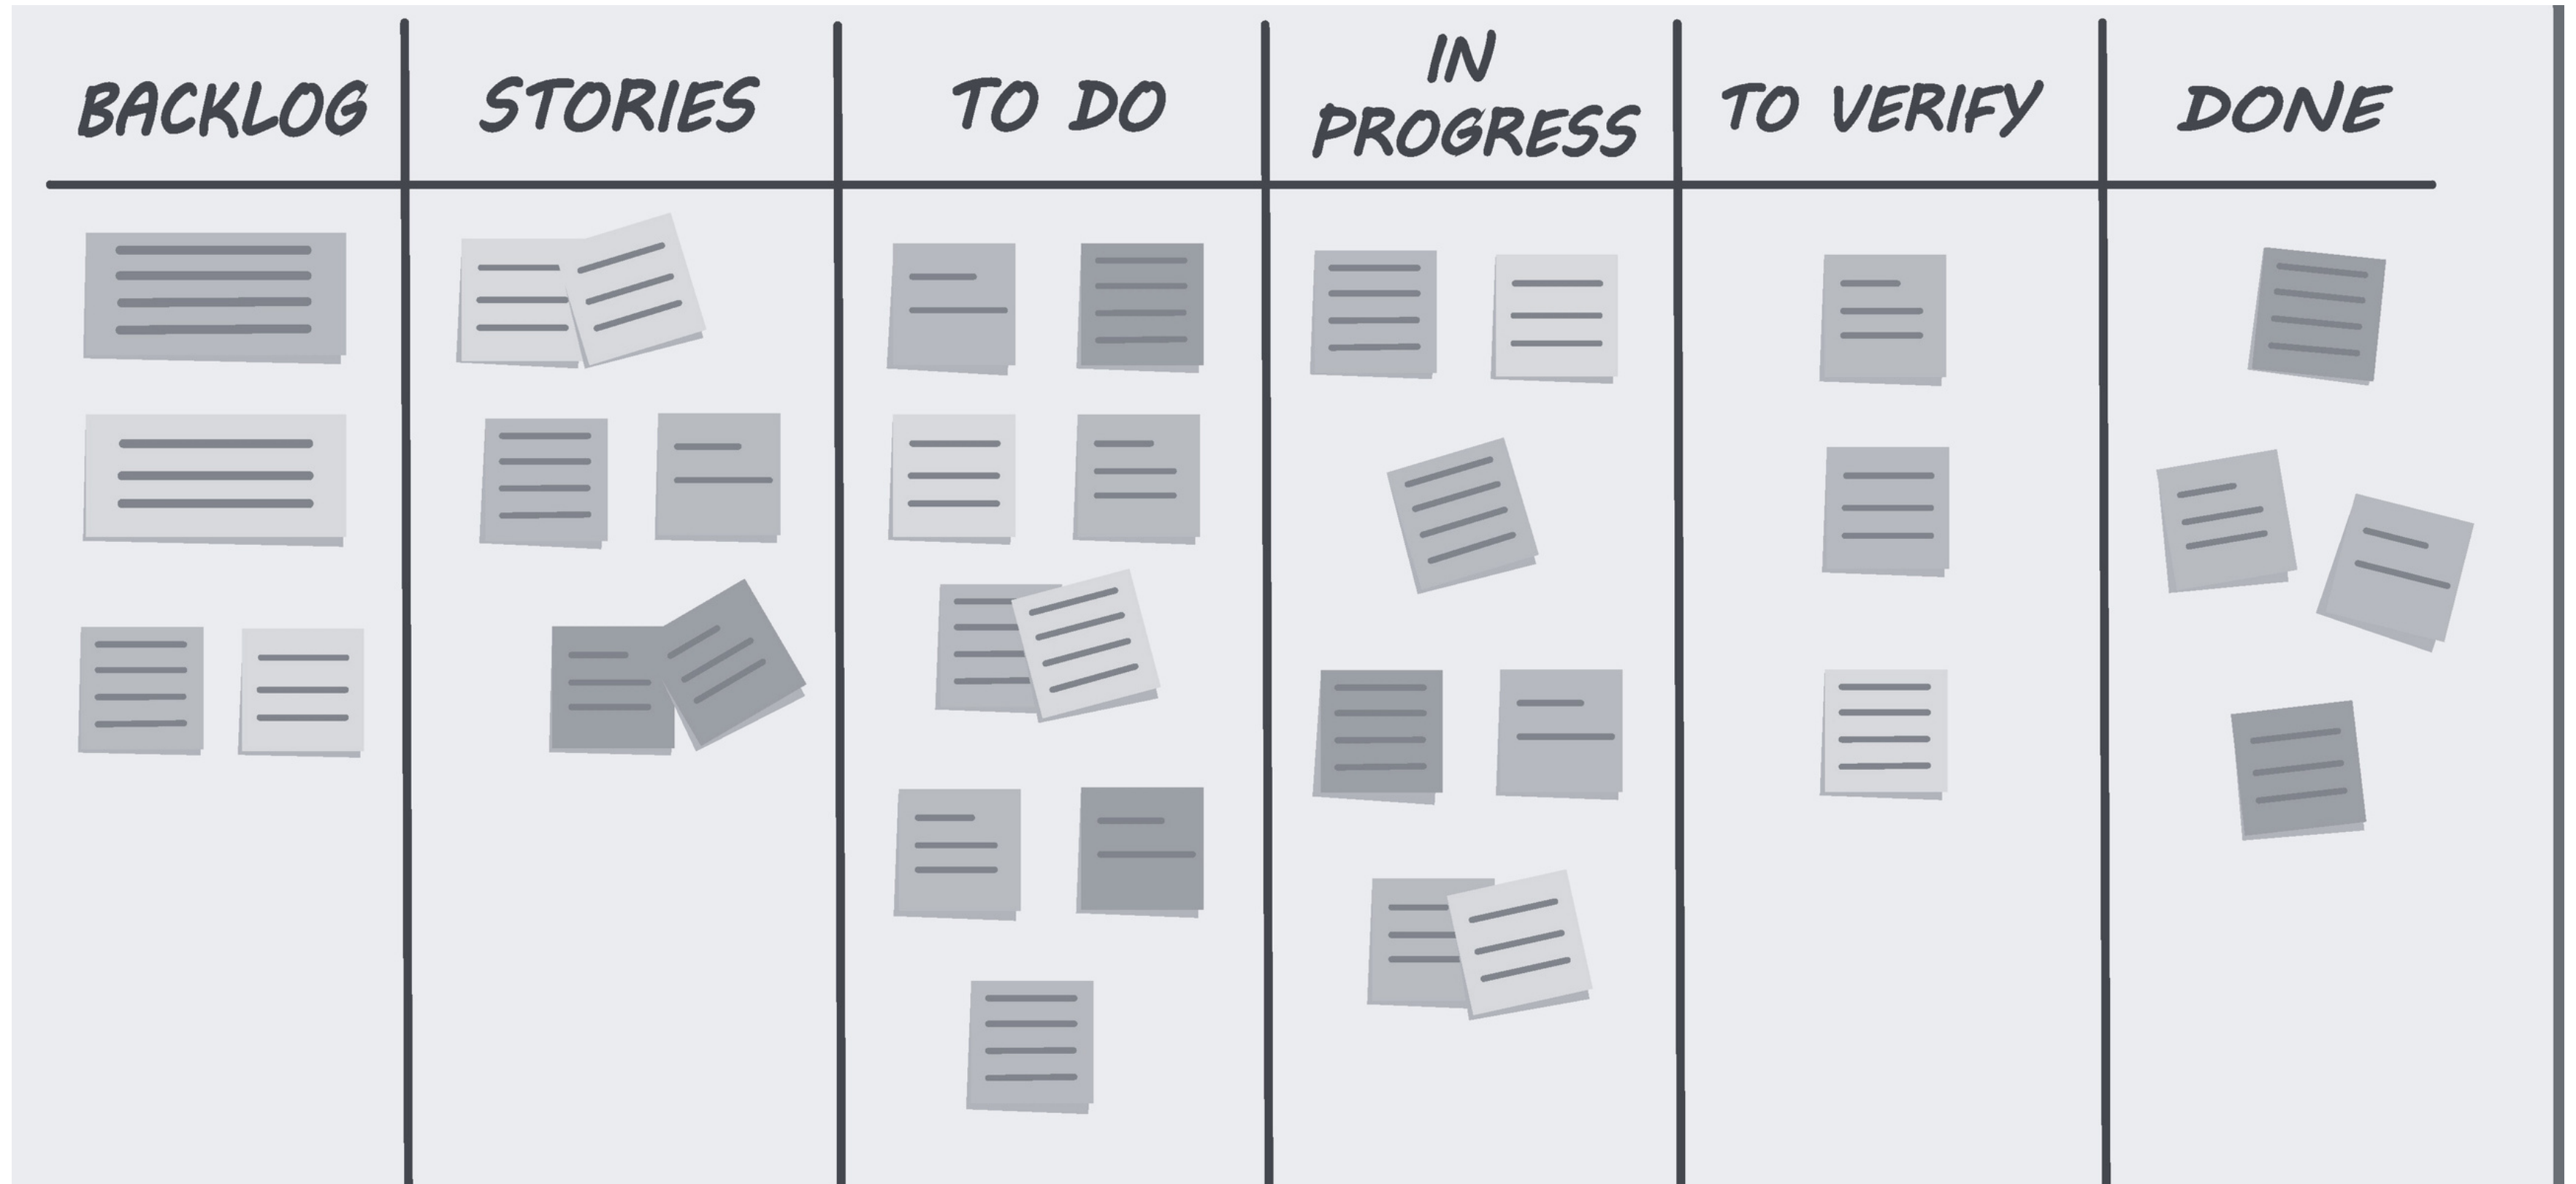 BACKLOG
STORIES
TO DO
IN
PROGRESS
TO VERIFY
DONE